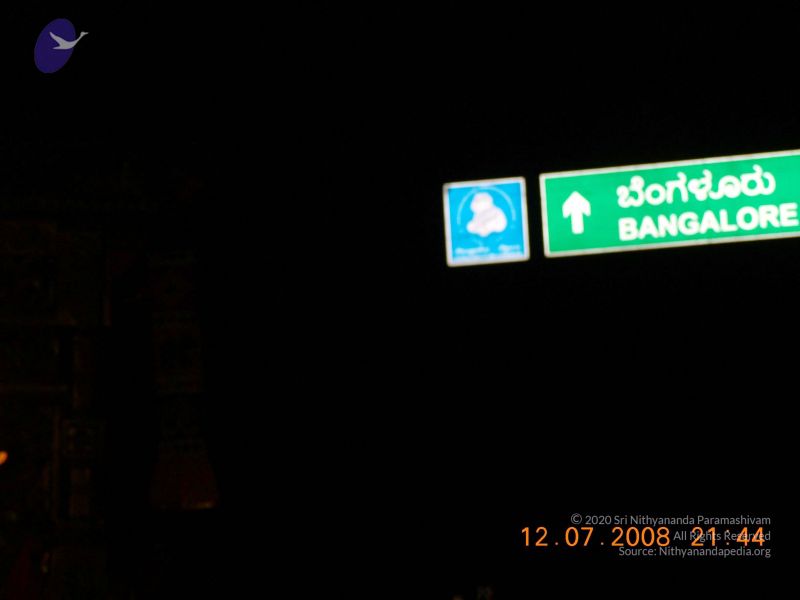 ಬೆಂಗಳೂರು
BANGALORE
© 2020 Sri Nithyananda Paramashivam
All Rights Reserved
Source: Nithyanandapedia.org
12.07.2008 21:44